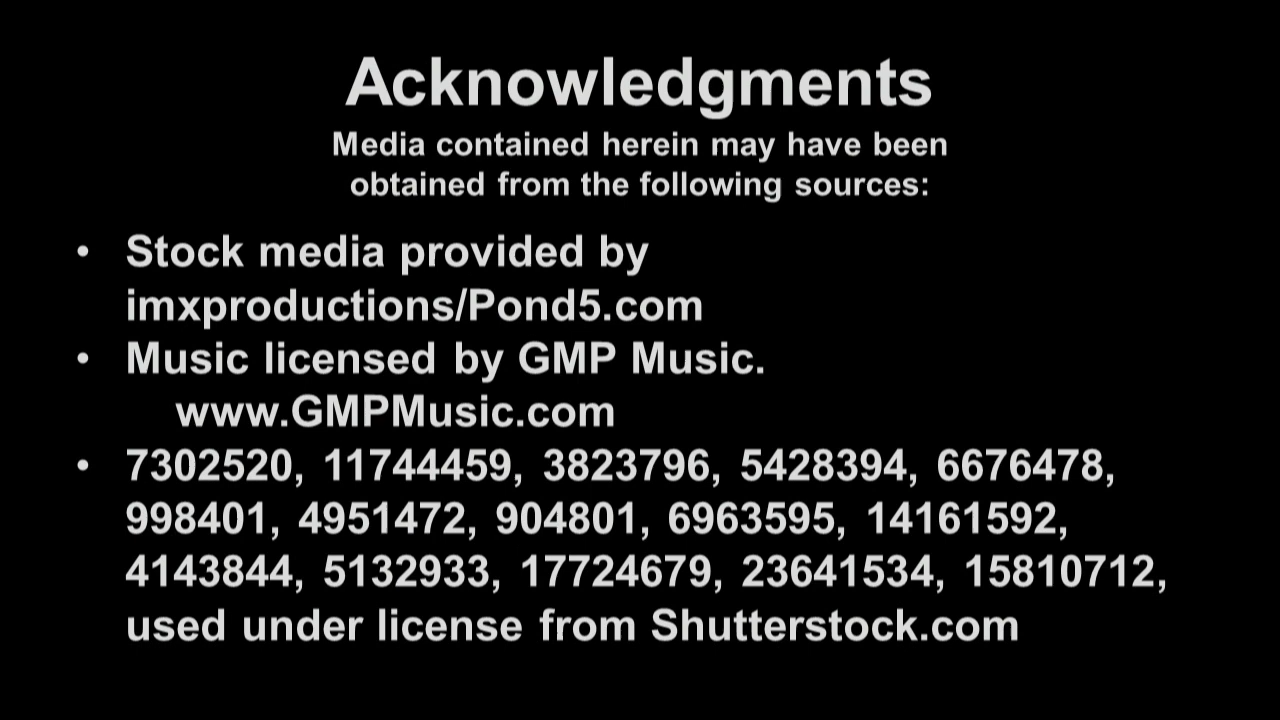 Acknowledgments
Media contained herein may have been
obtained from the following sources:
• Stock media provided by
imxproductions/Pond5.com
• Music licensed by GMP Music.
www.GMPMusic.com
• 7302520, 11744459, 3823796, 5428394, 6676478,
998401, 4951472, 904801, 6963595, 14161592,
4143844, 5132933, 17724679, 23641534, 15810712,
used under license from Shutterstock.com